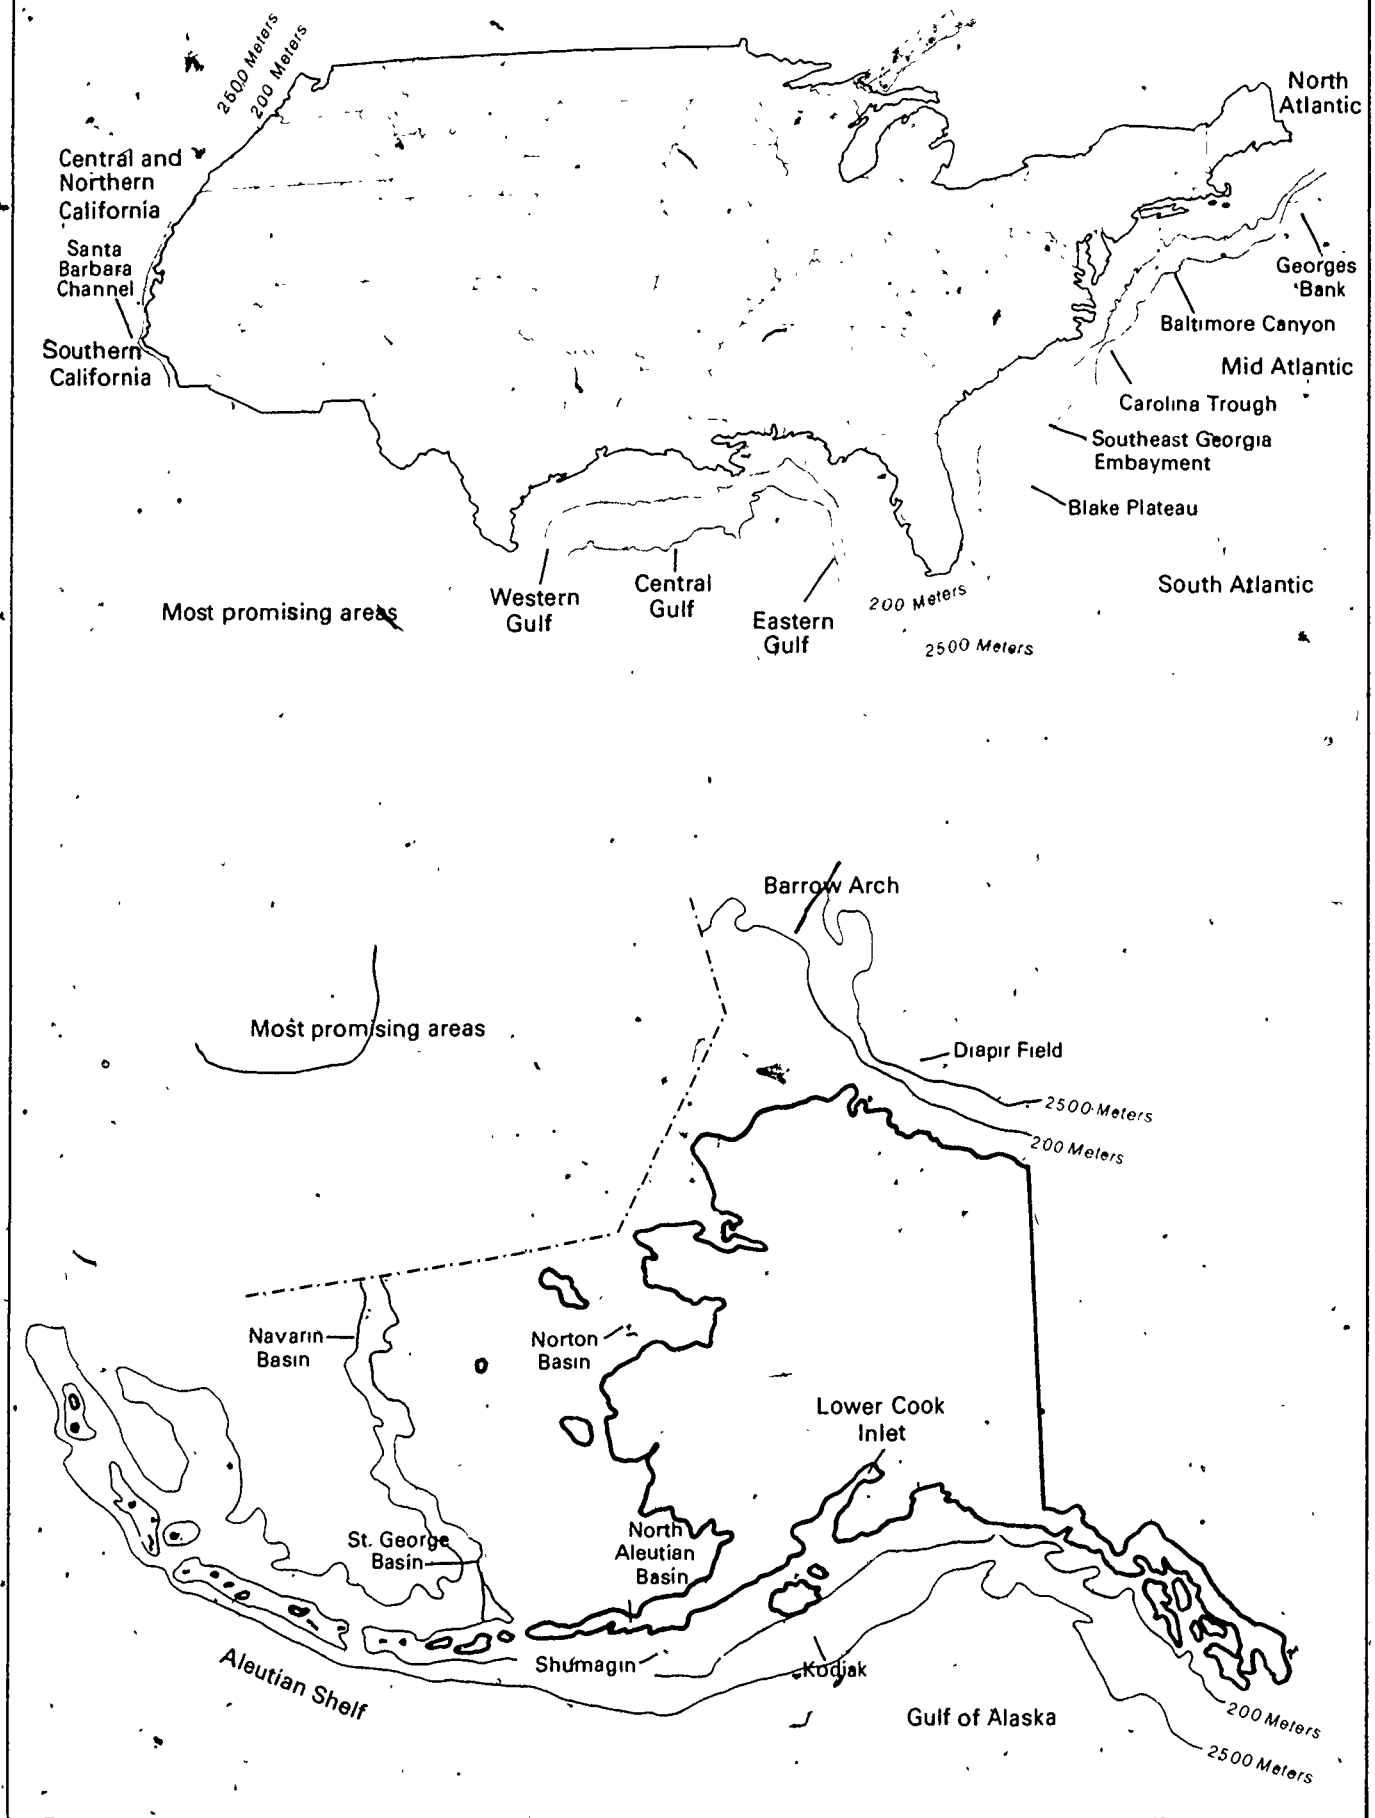 2500 Meters
200 Meters
North
Atlantic
Central and
Northern
California
Santa
Barbara
Channel
Southern
California
Georges
Bank
Baltimore Canyon
Mid Atlantic
Carolina Trough
Southeast Georgia
Embayment
Blake Plateau
South Atlantic
Western
Gulf
Central
Gulf
Eastern
Gulf
200 Meters
2500 Meters
Most promising areas
Barrow Arch
Most promising areas
Diapir Field
2500 Meters
200 Meters
Navarin
Basin
Norton
Basin
Lower Cook
Inlet
St. George
Basin
North
Aleutian
Basin
Shumagin
Kodiak
Aleutian Shelf
Gulf of Alaska
200 Meters
2500 Meters